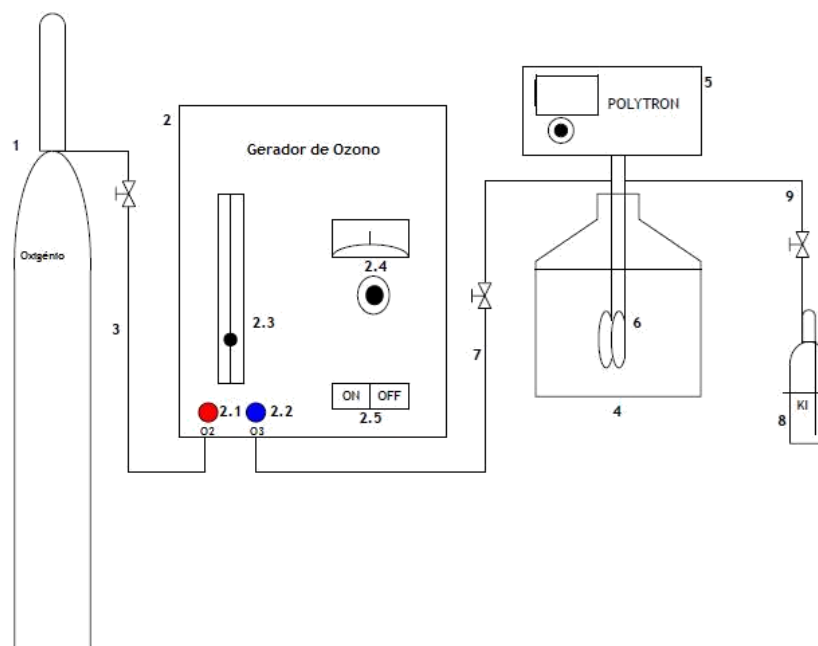 1
Oxigénio
3
2
Gerador de Ozono
2.3
2.4
2.1
2.2
O2
O3
ON OFF
2.5
5
POLYTRON
7
6
4
9
KI
8